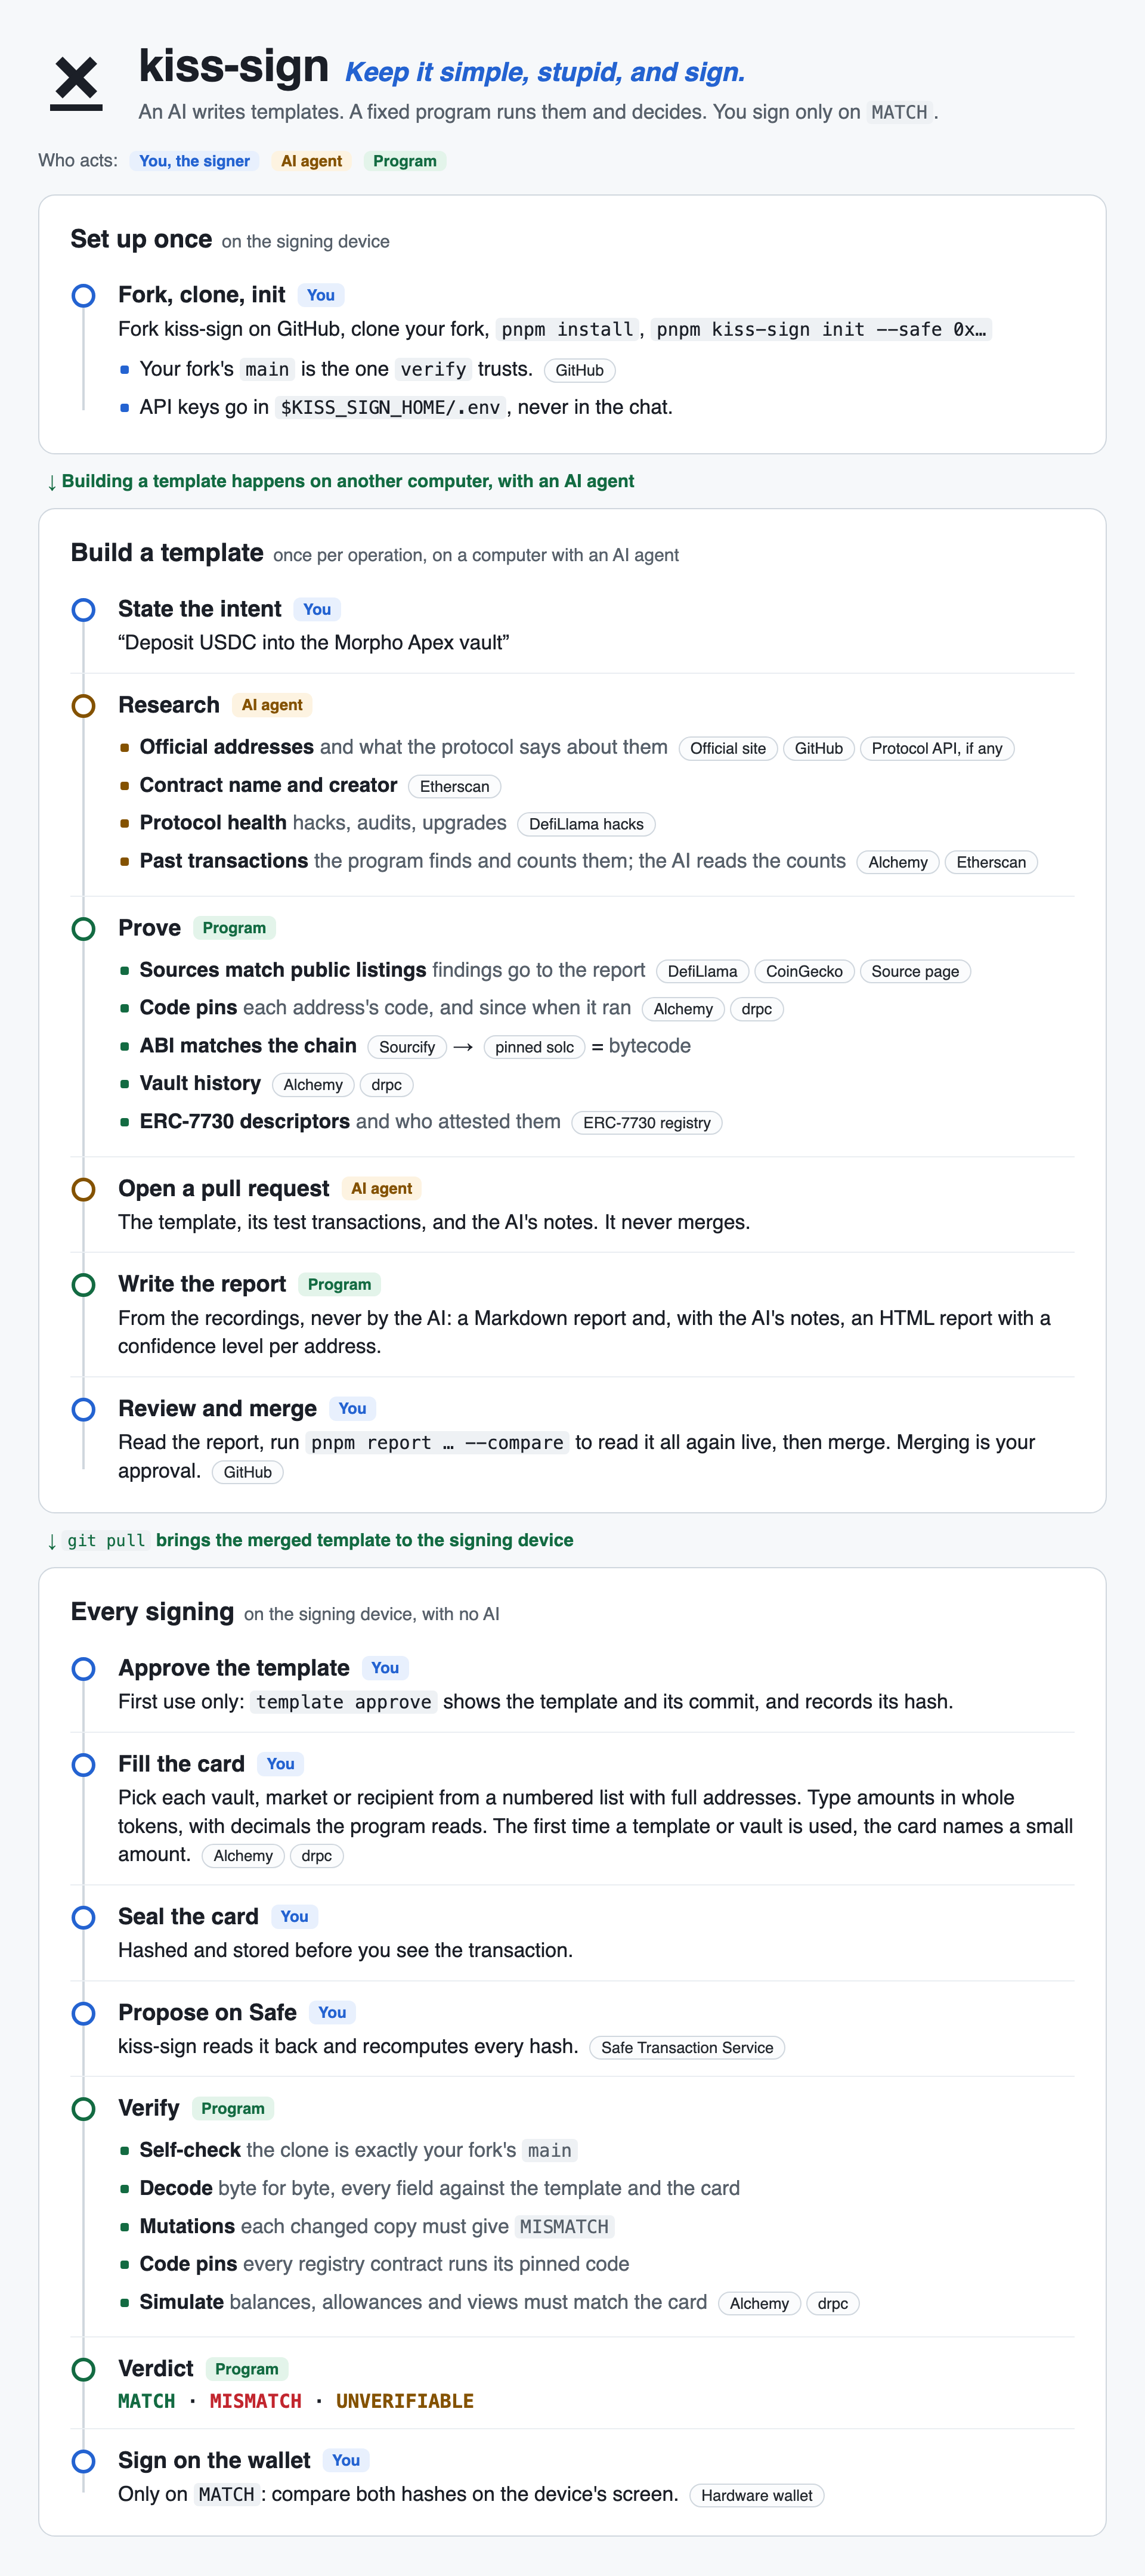 kiss-sign Keep it simple, stupid, and sign.
An AI writes templates. A fixed program runs them and decides. You sign only on MATCH.
Who acts: You, the signer AI agent Program
Set up once on the signing device
Fork, clone, init You
Fork kiss-sign on GitHub, clone your fork, pnpm install, pnpm kiss-sign init --safe 0x…
Your fork's main is the one verify trusts. GitHub
API keys go in $KISS_SIGN_HOME/.env, never in the chat.
↓ Building a template happens on another computer, with an AI agent
Build a template once per operation, on a computer with an AI agent
State the intent You
“Deposit USDC into the Morpho Apex vault”
Research AI agent
Official addresses and what the protocol says about them Official site GitHub Protocol API, if any
Contract name and creator Etherscan
Protocol health hacks, audits, upgrades DefiLlama hacks
Past transactions the program finds and counts them; the AI reads the counts Alchemy Etherscan
Prove Program
Sources match public listings findings go to the report DefiLlama CoinGecko Source page
Code pins each address's code, and since when it ran Alchemy drpc
ABI matches the chain Sourcify → pinned solc = bytecode
Vault history Alchemy drpc
ERC-7730 descriptors and who attested them ERC-7730 registry
Open a pull request AI agent
The template, its test transactions, and the AI's notes. It never merges.
Write the report Program
From the recordings, never by the AI: a Markdown report and, with the AI's notes, an HTML report with a
confidence level per address.
Review and merge You
Read the report, run pnpm report … --compare to read it all again live, then merge. Merging is your
approval. GitHub
↓ git pull brings the merged template to the signing device
Every signing on the signing device, with no AI
Approve the template You
First use only: template approve shows the template and its commit, and records its hash.
Fill the card You
Pick each vault, market or recipient from a numbered list with full addresses. Type amounts in whole
tokens, with decimals the program reads. The first time a template or vault is used, the card names a small
amount. Alchemy drpc
Seal the card You
Hashed and stored before you see the transaction.
Propose on Safe You
kiss-sign reads it back and recomputes every hash. Safe Transaction Service
Verify Program
Self-check the clone is exactly your fork's main
Decode byte for byte, every field against the template and the card
Mutations each changed copy must give MISMATCH
Code pins every registry contract runs its pinned code
Simulate balances, allowances and views must match the card Alchemy drpc
Verdict Program
MATCH · MISMATCH · UNVERIFIABLE
Sign on the wallet You
Only on MATCH: compare both hashes on the device's screen. Hardware wallet